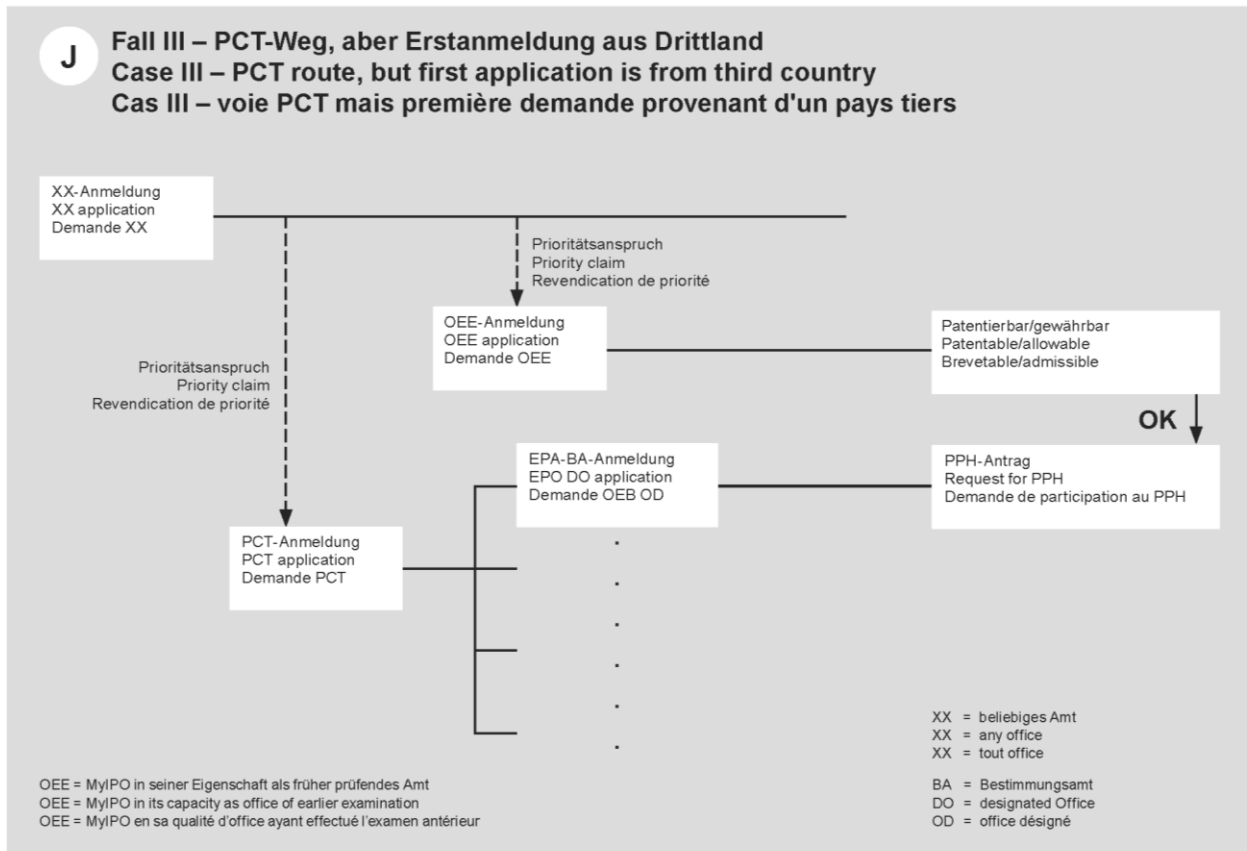 J
Fall III – PCT-Weg, aber Erstanmeldung aus Drittland
Case III – PCT route, but first application is from third country
Cas III – voie PCT mais première demande provenant d'un pays tiers
XX-Anmeldung
XX application
Demande XX
Prioritätsanspruch
Priority claim
Revendication de priorité
OEE-Anmeldung
OEE application
Demande OEE
Patentierbar/gewährbar
Patentable/allowable
Brevetable/admissible
Prioritätsanspruch
Priority claim
Revendication de priorité
OK
EPA-BA-Anmeldung
EPO DO application
Demande OEB OD
PPH-Antrag
Request for PPH
Demande de participation au PPH
PCT-Anmeldung
PCT application
Demande PCT
XX = beliebiges Amt
XX = any office
XX = tout office
OEE = MyIPO in seiner Eigenschaft als früher prüfendes Amt
OEE = MyIPO in its capacity as office of earlier examination
OEE = MyIPO en sa qualité d'office ayant effectué l'examen antérieur
BA = Bestimmungsamt
DO = designated Office
OD = office désigné